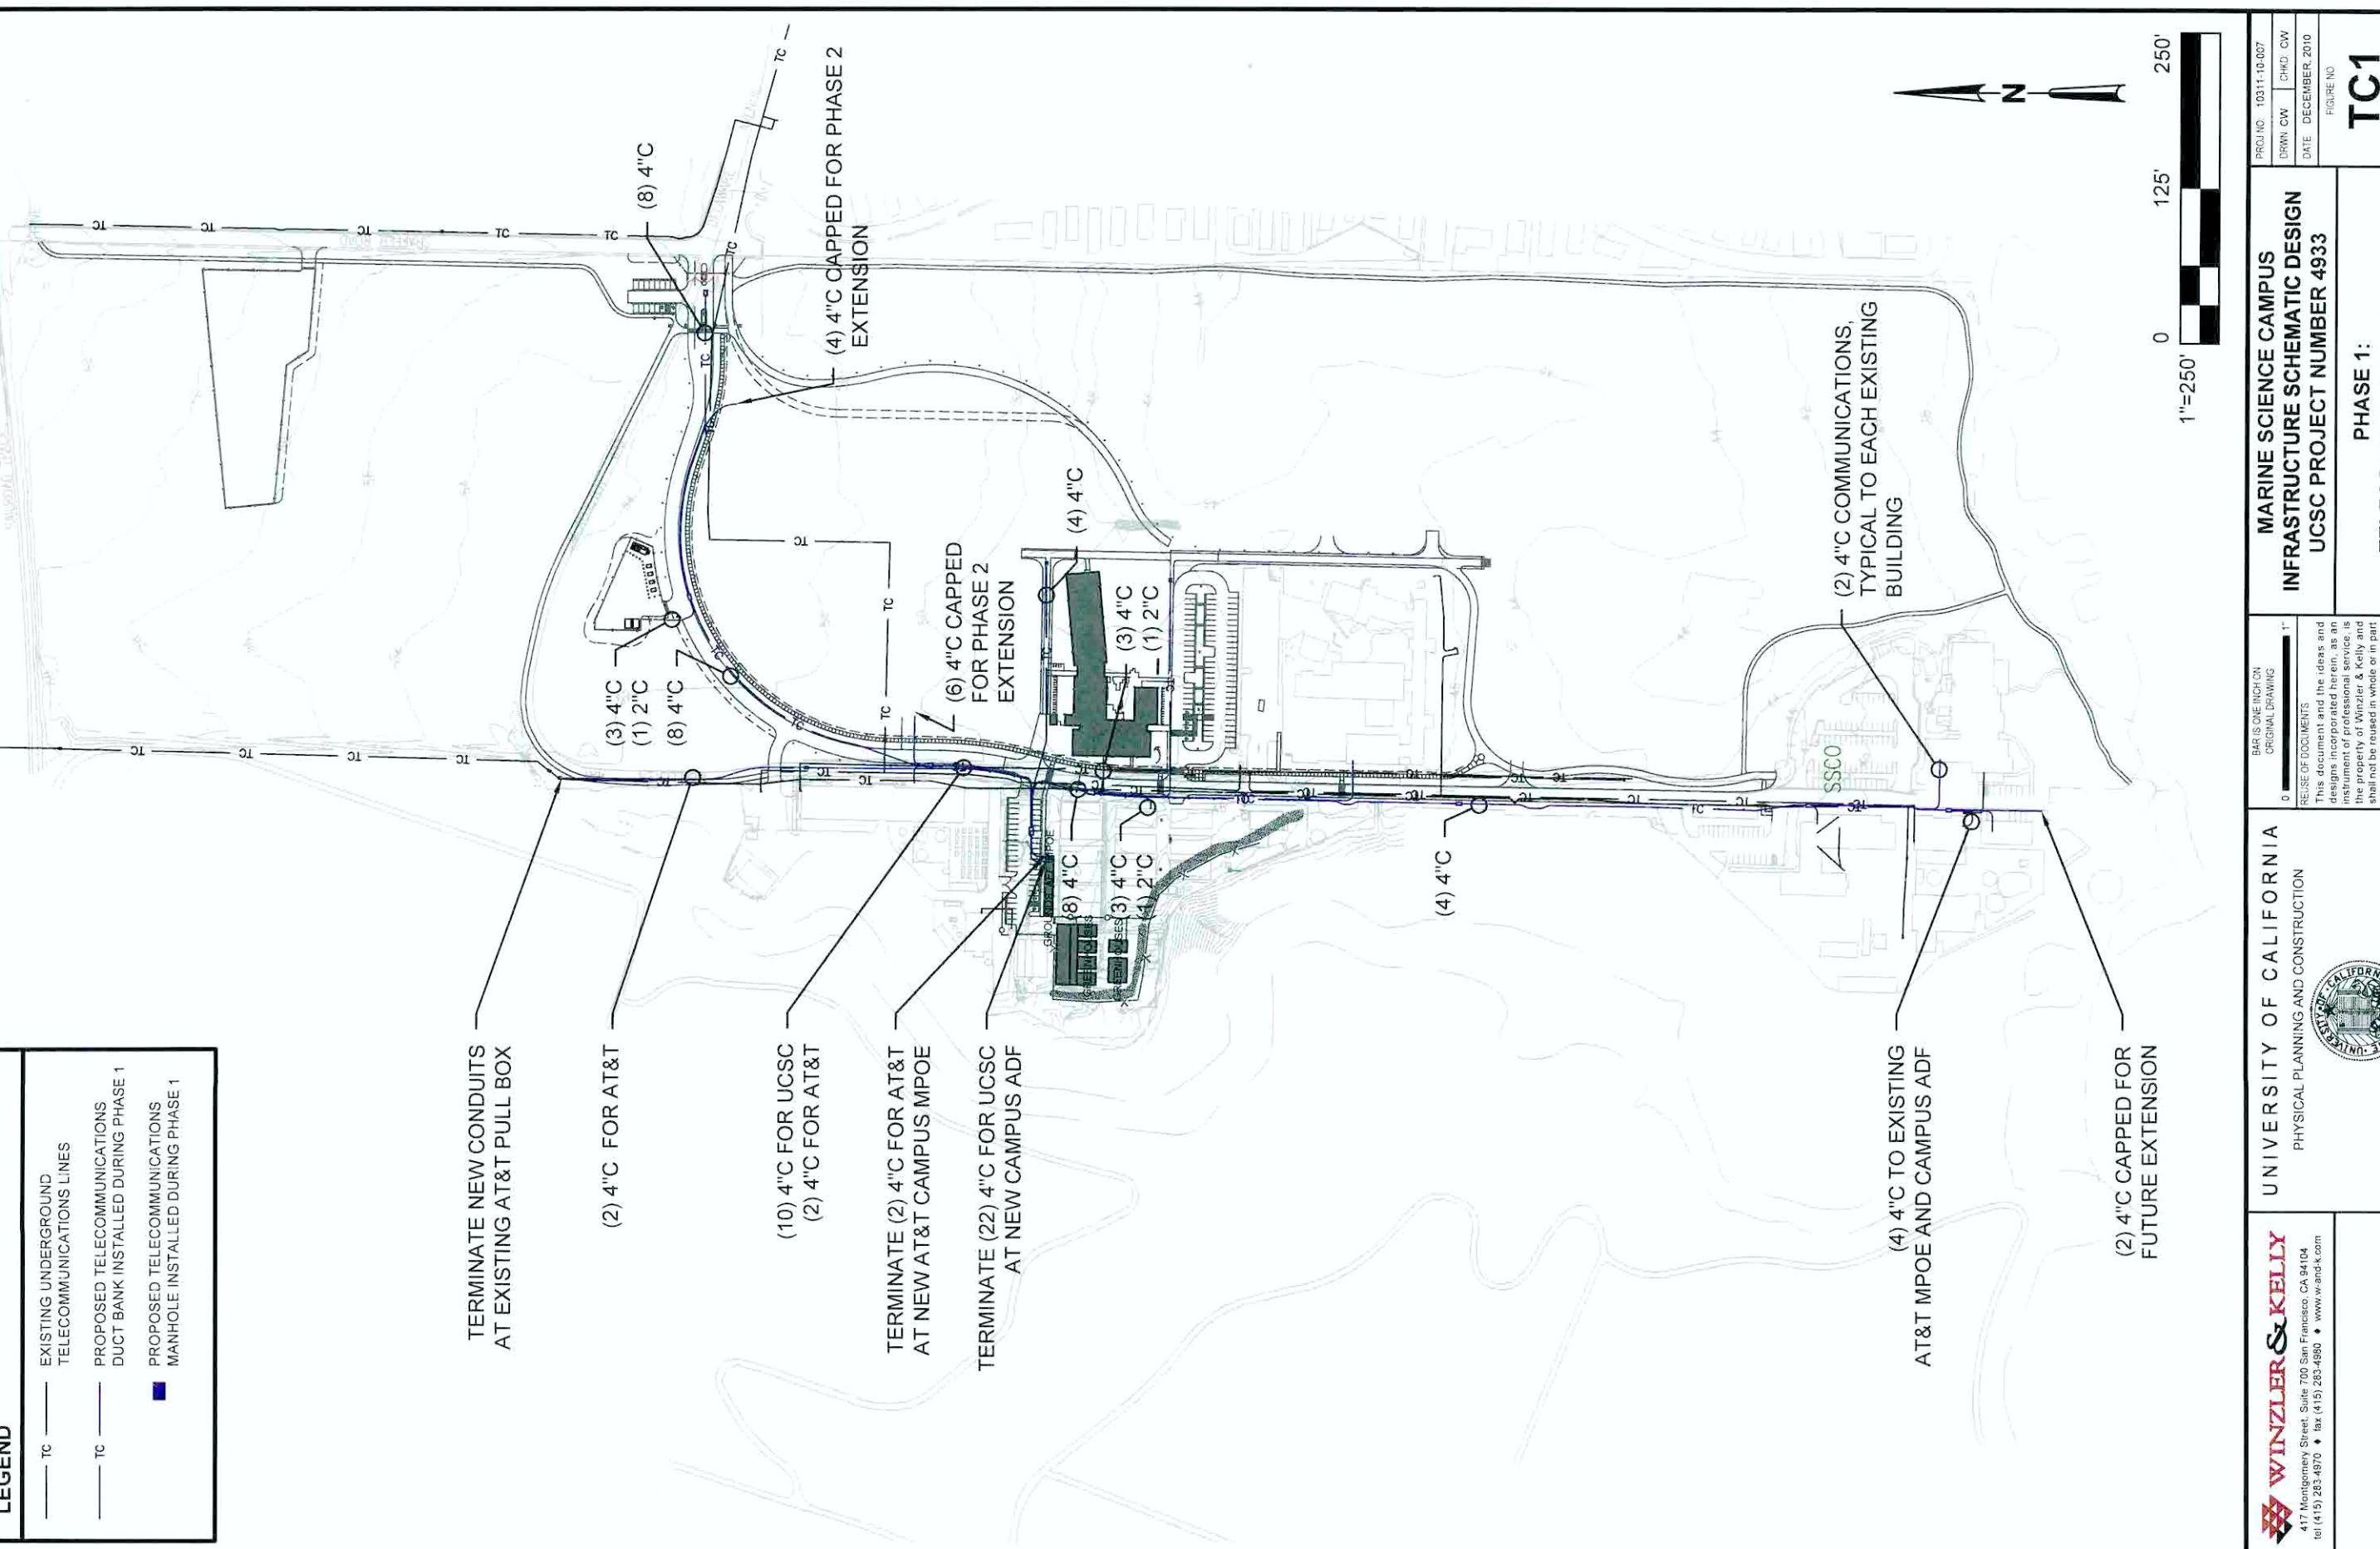 LEGEND
TC
EXISTING UNDERGROUND
TELECOMMUNICATIONS LINES
TC
PROPOSED TELECOMMUNICATIONS
DUCT BANK INSTALLED DURING PHASE 1
PROPOSED TELECOMMUNICATIONS
MANHOLE INSTALLED DURING PHASE 1
TERMINATE NEW CONDUITS
AT EXISTING AT&T PULL BOX
(2) 4"C FOR AT&T
(10) 4"C FOR UCSC
(2) 4"C FOR AT&T
TERMINATE (2) 4"C FOR AT&T
AT NEW AT&T CAMPUS MPOE
TERMINATE (22) 4"C FOR UCSC
AT NEW CAMPUS ADF
(4) 4"C TO EXISTING
AT&T MPOE AND CAMPUS ADF
(2) 4"C CAPPED FOR
FUTURE EXTENSION
(3) 4"C
(1) 2"C
(8) 4"C
(8) 4"C
(4) 4"C CAPPED FOR PHASE 2
EXTENSION
(6) 4"C CAPPED
FOR PHASE 2
EXTENSION
(4) 4"C
(3) 4"C
(1) 2"C
(8) 4"C
(3) 4"C
(1) 2"C
GREENHOUSES
(4) 4"C
(2) 4"C COMMUNICATIONS,
TYPICAL TO EACH EXISTING
BUILDING
SSCO
N
0 125' 250'
1"=250'
WINZLER & KELLY
417 Montgomery Street, Suite 700 San Francisco, CA 94104
tel (415) 283-4970 ♦ fax (415) 283-4980 ♦ www.w-and-k.com
UNIVERSITY OF CALIFORNIA
PHYSICAL PLANNING AND CONSTRUCTION
BAR IS ONE INCH ON
ORIGINAL DRAWING
0 1"
REUSE OF DOCUMENTS
This document and the ideas and
designs incorporated herein, as an
instrument of professional service, is
the property of Winzler & Kelly and
shall not be reused in whole or in part
MARINE SCIENCE CAMPUS
INFRASTRUCTURE SCHEMATIC DESIGN
UCSC PROJECT NUMBER 4933
PHASE 1:
PROJ NO. 10311-10-007
DRWN CW CHKD CW
DATE DECEMBER, 2010
FIGURE NO
TC1